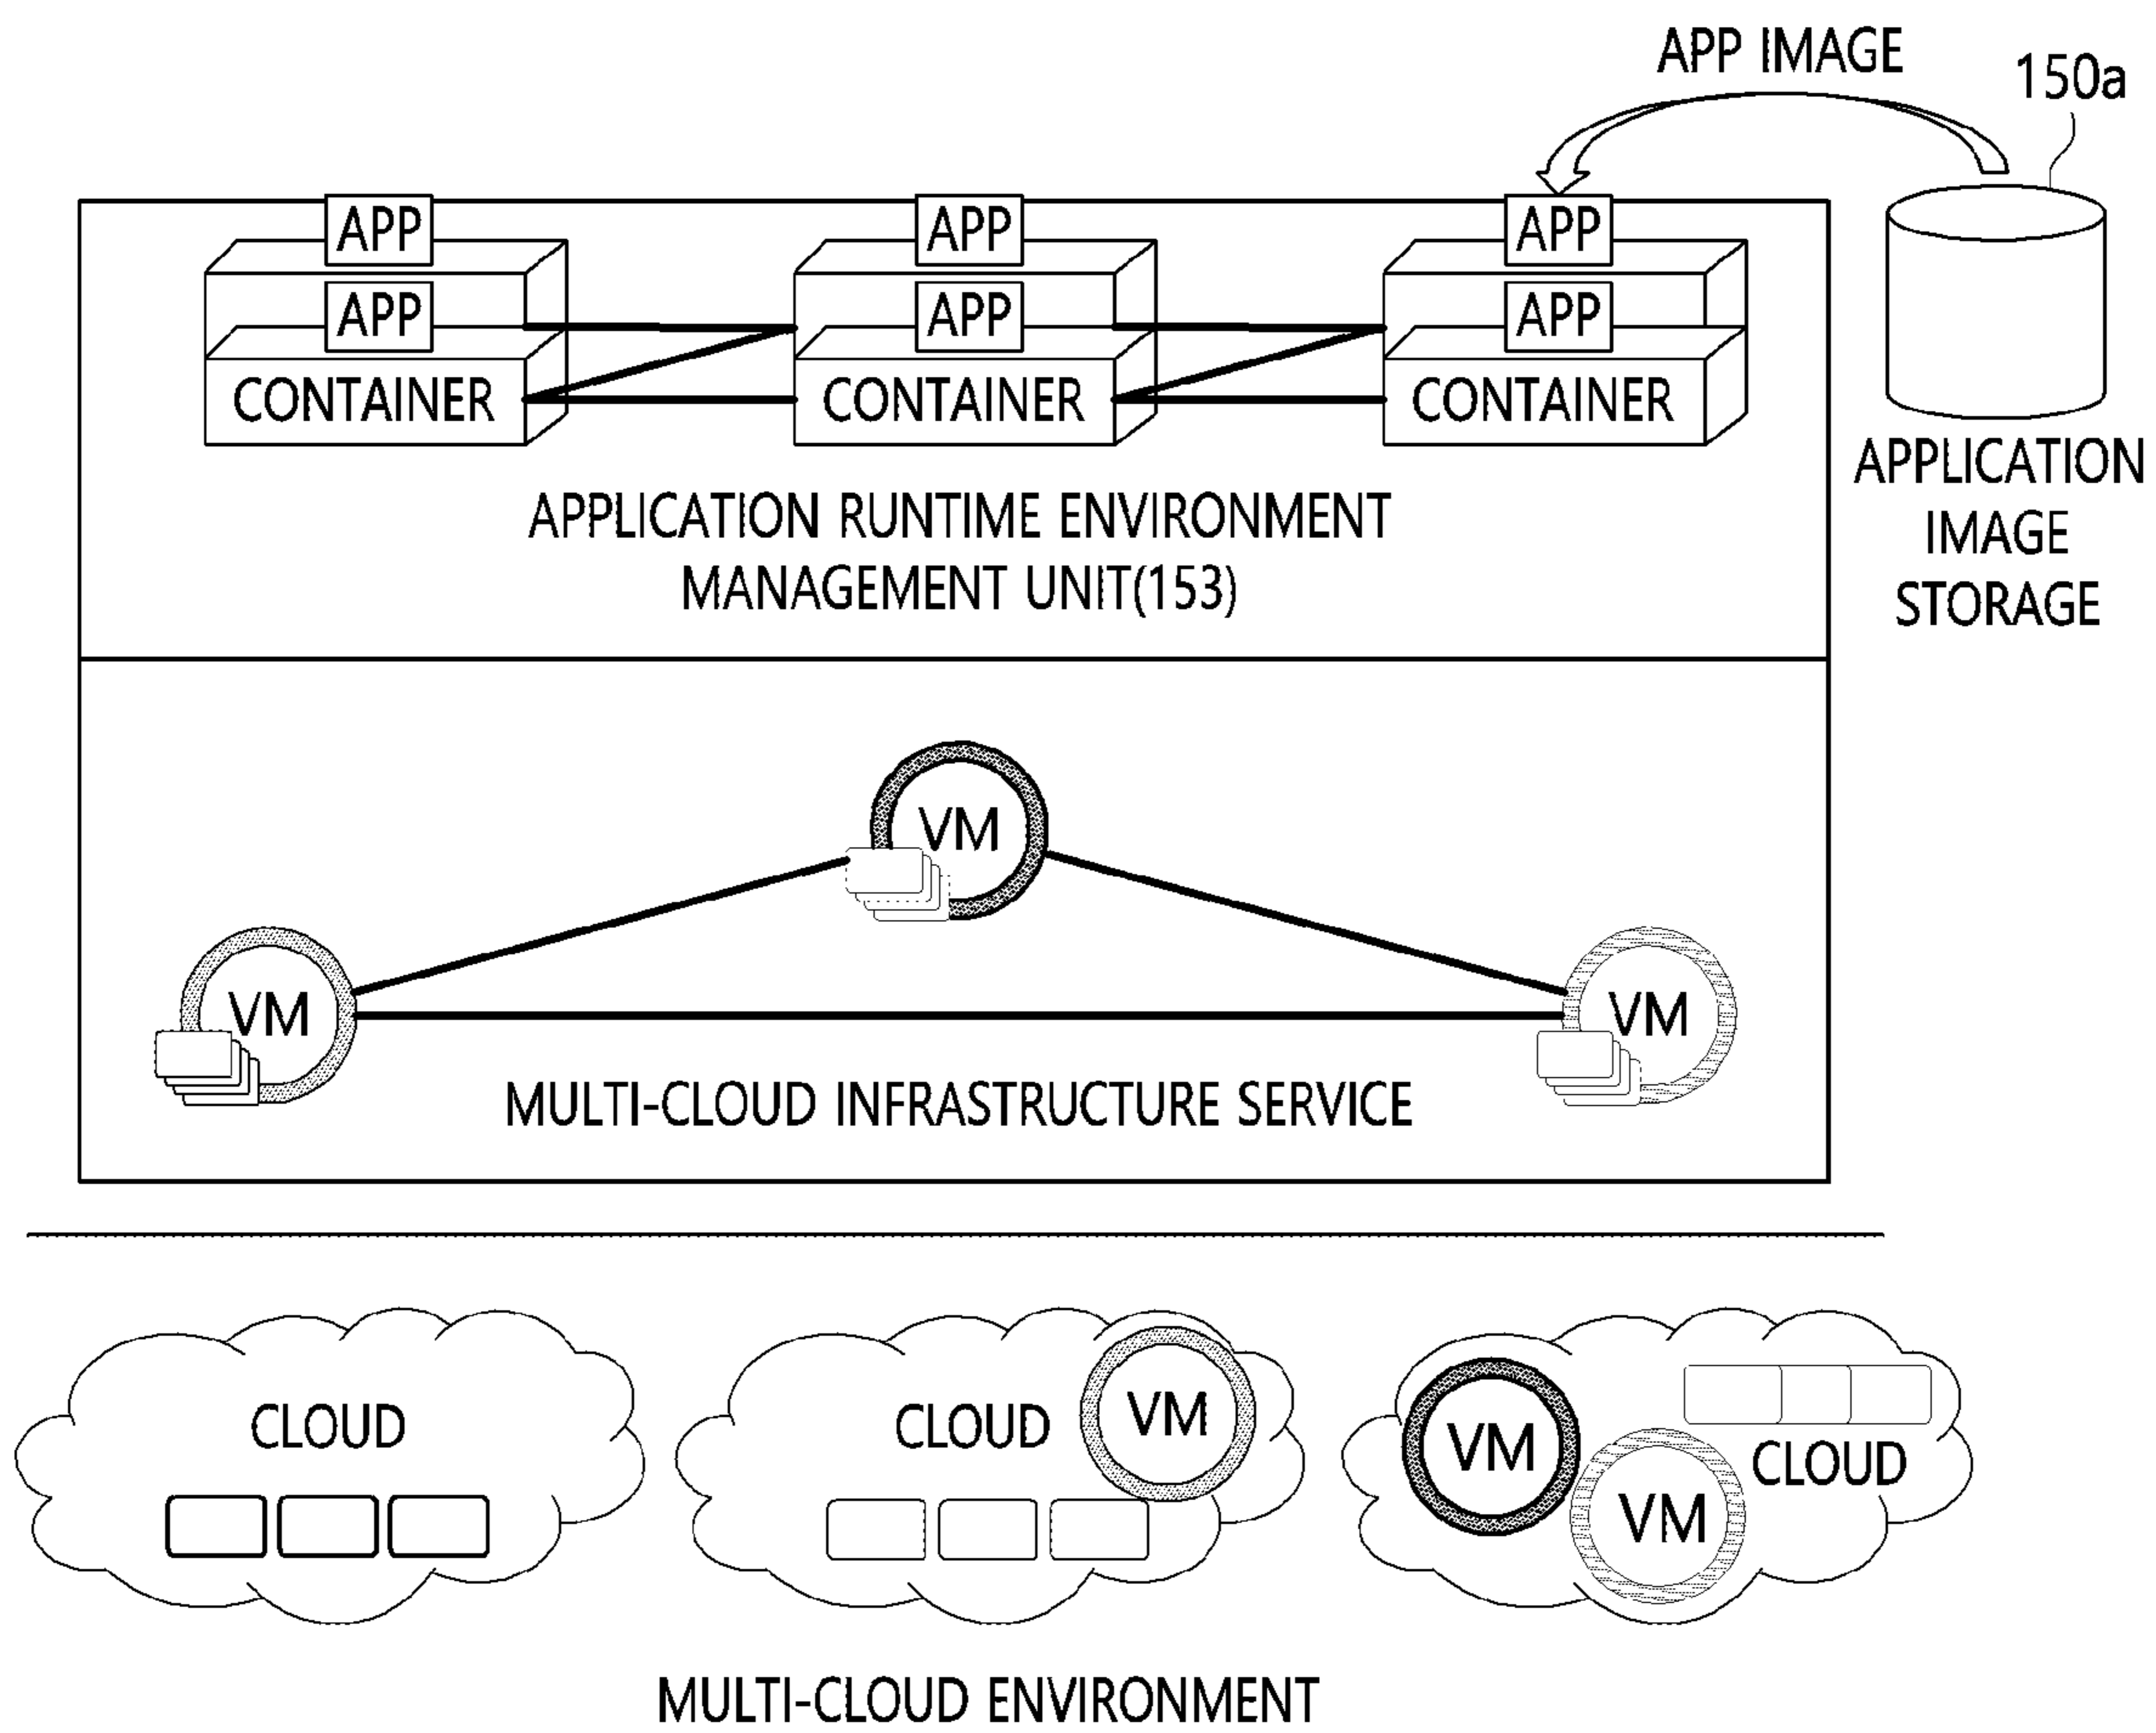 APP IMAGE
150a
APP
APP
APP
APP
APP
APP
CONTAINER
CONTAINER
CONTAINER
APPLICATION
IMAGE
STORAGE
APPLICATION RUNTIME ENVIRONMENT
MANAGEMENT UNIT(153)
VM
VM
VM
MULTI-CLOUD INFRASTRUCTURE SERVICE
CLOUD
CLOUD
VM
VM
VM
CLOUD
MULTI-CLOUD ENVIRONMENT